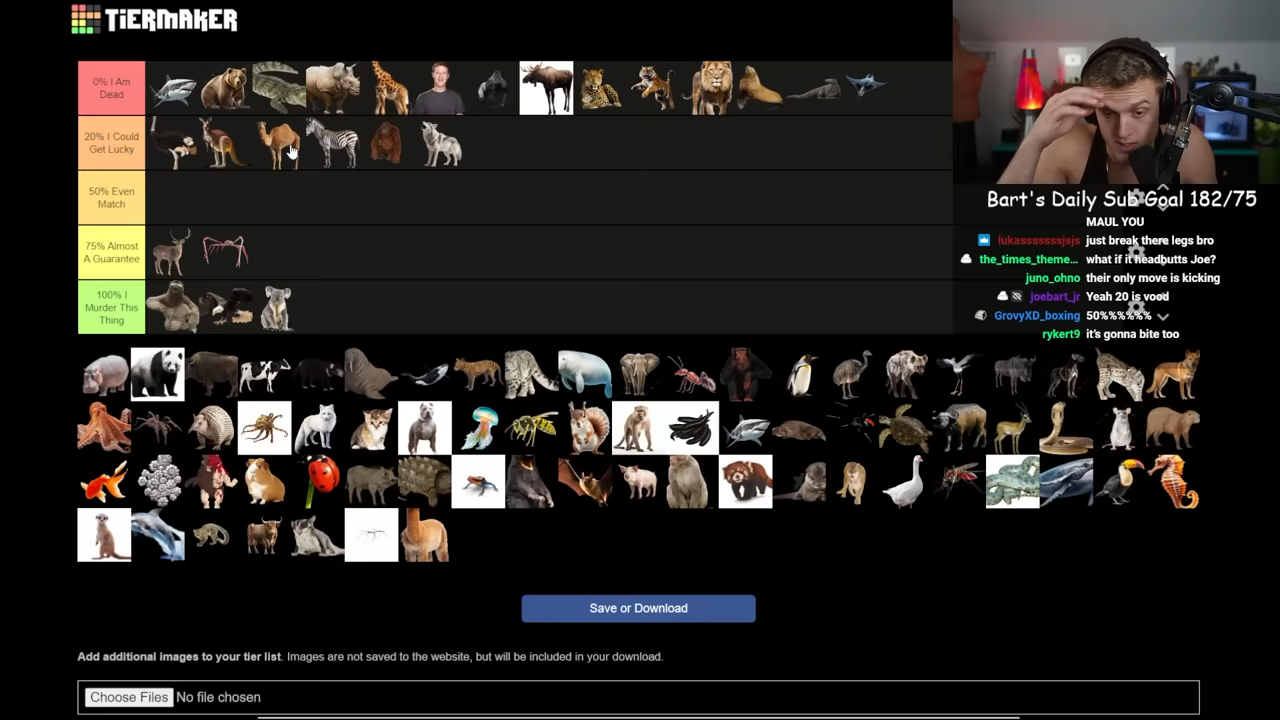 TIERMAKER
0% I Am
Dead
20% I Could
Get Lucky
50% Even
Match
75% Almost
A Guarantee
100% I
Murder This
Thing
Bart's Daily Sub Goal 182/75
MAUL YOU
lukasssssssjsjs just break there legs bro
the_times_theme... what if it headbutts Joe?
juno_ohno their only move is kicking
joebart_jr Yeah 20 is vood
GrovyXD_boxing 50%%%%%%
rykert9 it's gonna bite too
Save or Download
Add additional images to your tier list. Images are not saved to the website, but will be included in your download.
Choose Files No file chosen